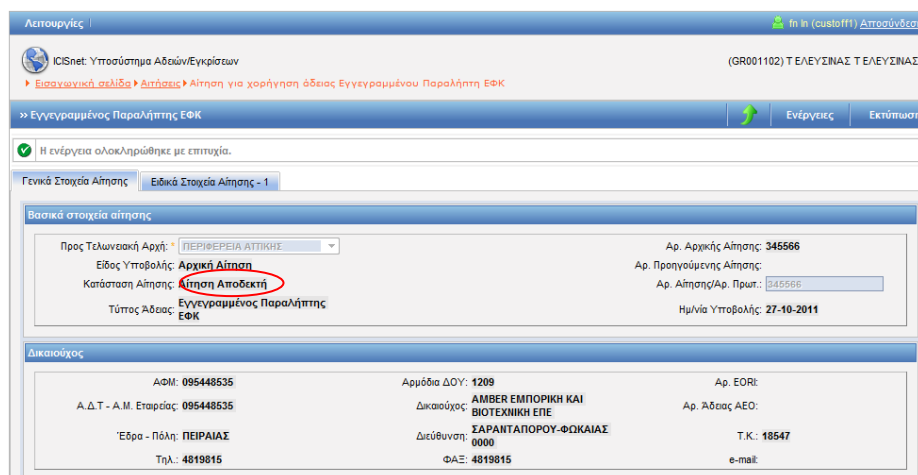 Λειτουργίες
fn ln (custoff1) Αποσύνδεση
ICISnet: Υποσύστημα Αδειών/Εγκρίσεων
(GR001102) Τ ΕΛΕΥΣΙΝΑΣ Τ ΕΛΕΥΣΙΝΑΣ
Εισαγωγική σελίδα Αιτήσεις Αίτηση για χορήγηση άδειας Εγγεγραμμένου Παραλήπτη ΕΦΚ
>> Εγγεγραμμένος Παραλήπτης ΕΦΚ
Ενέργειες Εκτύπωση
Η ενέργεια ολοκληρώθηκε με επιτυχία.
Γενικά Στοιχεία Αίτησης Ειδικά Στοιχεία Αίτησης - 1
Βασικά στοιχεία αίτησης
Προς Τελωνειακή Αρχή: * ΠΕΡΙΦΕΡΕΙΑ ΑΤΤΙΚΗΣ Αρ. Αρχικής Αίτησης: 345566
Είδος Υποβολής: Αρχική Αίτηση Αρ. Προηγούμενης Αίτησης:
Κατάσταση Αίτησης: Αίτηση Αποδεκτή Αρ. Αίτησης/Αρ. Πρωτ.: 345566
Τύπος Άδειας: Εγγεγραμμένος Παραλήπτης ΕΦΚ Ημ/νία Υποβολής: 27-10-2011
Δικαιούχος
ΑΦΜ: 095448535 Αρμόδια ΔΟΥ: 1209 Αρ. EORI:
Α.Δ.Τ - Α.Μ. Εταιρείας: 095448535 Δικαιούχος: AMBER ΕΜΠΟΡΙΚΗ ΚΑΙ ΒΙΟΤΕΧΝΙΚΗ ΕΠΕ Αρ. Άδειας ΑΕΟ:
Έδρα - Πόλη: ΠΕΙΡΑΙΑΣ Διεύθυνση: ΣΑΡΑΝΤΑΠΟΡΟΥ-ΦΩΚΑΙΑΣ 0000 Τ.Κ.: 18547
Τηλ.: 4819815 ΦΑΞ: 4819815 e-mail: